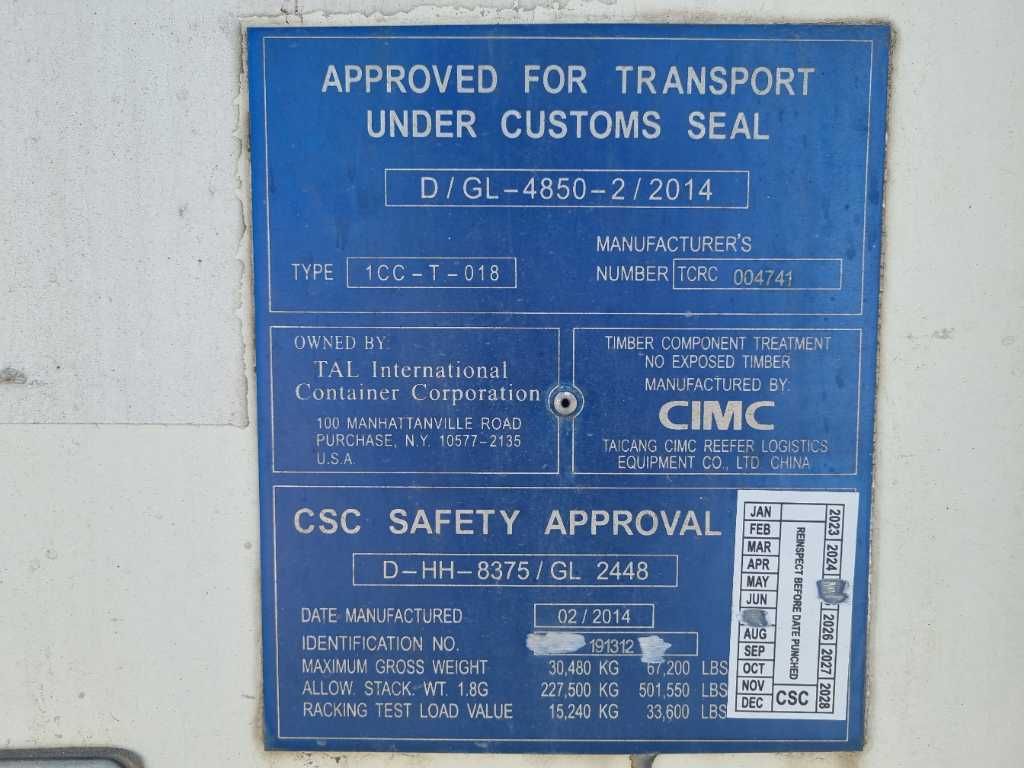 APPROVED FOR TRANSPORT
UNDER CUSTOMS SEAL
D/GL-4850-2/2014
TYPE 1CC-T-018
MANUFACTURER'S
NUMBER TCRC 004741
OWNED BY:
TAL International
Container Corporation
100 MANHATTANVILLE ROAD
PURCHASE, N.Y. 10577-2135
U.S.A.
TIMBER COMPONENT TREATMENT
NO EXPOSED TIMBER
MANUFACTURED BY:
CIMC
TAICANG CIMC REEFER LOGISTICS
EQUIPMENT CO., LTD CHINA
CSC SAFETY APPROVAL
D-HH-8375/GL 2448
DATE MANUFACTURED 02/2014
IDENTIFICATION NO. 191312
MAXIMUM GROSS WEIGHT 30,480 KG 67,200 LBS
ALLOW. STACK. WT. 1.8G 227,500 KG 501,550 LBS
RACKING TEST LOAD VALUE 15,240 KG 33,600 LBS
JAN
FEB
MAR
APR
MAY
JUN
AUG
SEP
OCT
NOV
DEC
REINSPECT BEFORE DATE PUNCHED
CSC
2023 2024 2026 2027 2028